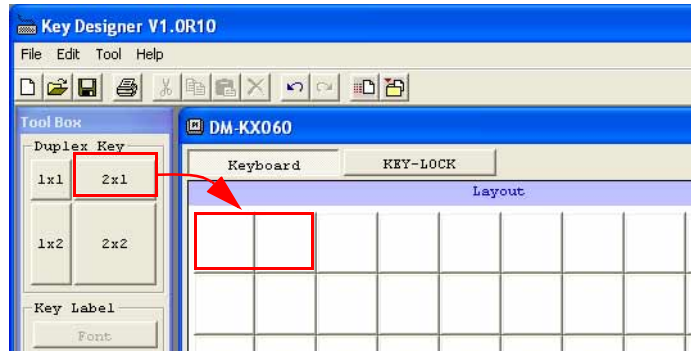 Key Designer V1.0R10
File Edit Tool Help
Tool Box
DM-KX060
Duplex Key
Keyboard KEY-LOCK
1x1 2x1
Layout
1x2 2x2
Key Label
Font